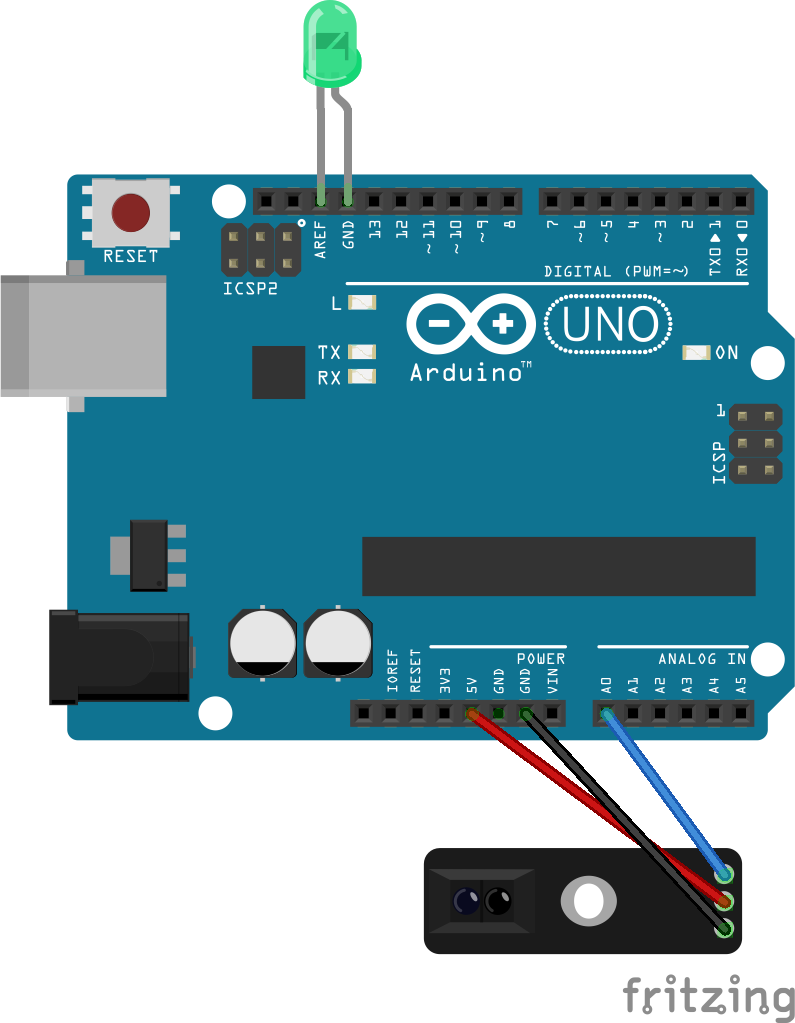 RESET
ICSP2
AREF
GND
13
12
~11
~10
~9
8
7
~6
~5
4
~3
2
TX0▶1
RX0◀0
DIGITAL (PWM=~)
L
TX
RX
Arduino™
UNO
ON
1
ICSP
POWER
ANALOG IN
IOREF
RESET
3V3
5V
GND
GND
VIN
A0
A1
A2
A3
A4
A5
fritzing